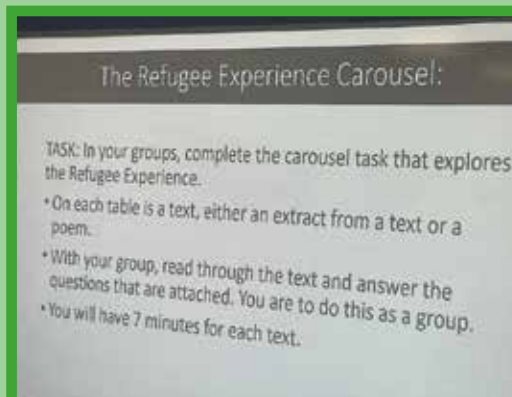 The Refugee Experience Carousel:
TASK: In your groups, complete the carousel task that explores
the Refugee Experience.
• On each table is a text, either an extract from a text or a
poem.
• With your group, read through the text and answer the
questions that are attached. You are to do this as a group.
• You will have 7 minutes for each text.